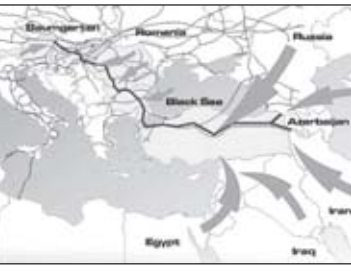 Baumgarten
Romania
Russia
Black Sea
Azerbaijan
Iran
Egypt
Iraq